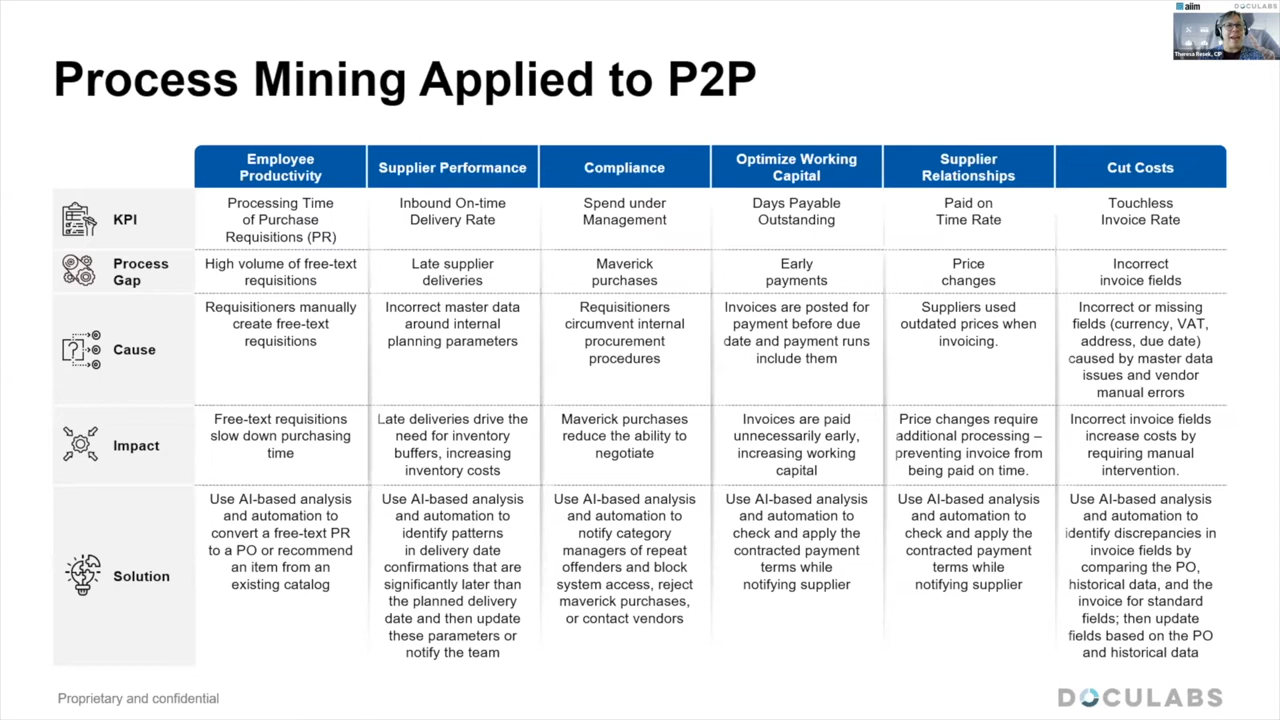 aiim
DOCULABS
Theresa Resek, CIP
Process Mining Applied to P2P
Employee
Productivity
Supplier Performance
Compliance
Optimize Working
Capital
Supplier
Relationships
Cut Costs
KPI
Processing Time
of Purchase
Requisitions (PR)
Inbound On-time
Delivery Rate
Spend under
Management
Days Payable
Outstanding
Paid on
Time Rate
Touchless
Invoice Rate
Process
Gap
High volume of free-text
requisitions
Late supplier
deliveries
Maverick
purchases
Early
payments
Price
changes
Incorrect
invoice fields
Cause
Requisitioners manually
create free-text
requisitions
Incorrect master data
around internal
planning parameters
Requisitioners
circumvent internal
procurement
procedures
Invoices are posted for
payment before due
date and payment runs
include them
Suppliers used
outdated prices when
invoicing.
Incorrect or missing
fields (currency, VAT,
address, due date)
caused by master data
issues and vendor
manual errors
Impact
Free-text requisitions
slow down purchasing
time
Late deliveries drive the
need for inventory
buffers, increasing
inventory costs
Maverick purchases
reduce the ability to
negotiate
Invoices are paid
unnecessarily early,
increasing working
capital
Price changes require
additional processing –
preventing invoice from
being paid on time.
Incorrect invoice fields
increase costs by
requiring manual
intervention.
Solution
Use AI-based analysis
and automation to
convert a free-text PR
to a PO or recommend
an item from an
existing catalog
Use AI-based analysis
and automation to
identify patterns
in delivery date
confirmations that are
significantly later than
the planned delivery
date and then update
these parameters or
notify the team
Use AI-based analysis
and automation to
notify category
managers of repeat
offenders and block
system access, reject
maverick purchases,
or contact vendors
Use AI-based analysis
and automation to
check and apply the
contracted payment
terms while
notifying supplier
Use AI-based analysis
and automation to
check and apply the
contracted payment
terms while
notifying supplier
Use AI-based analysis
and automation to
identify discrepancies in
invoice fields by
comparing the PO,
historical data, and the
invoice for standard
fields; then update
fields based on the PO
and historical data
Proprietary and confidential
DOCULABS